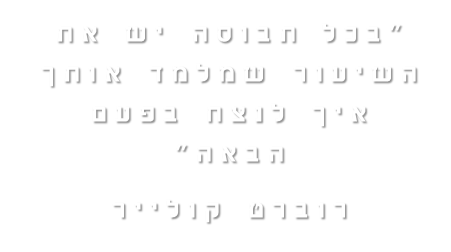 "בכל תבוסה יש את
השיעור שמלמד אותך
איך לנצח בפעם
הבאה"
רוברט קולייר